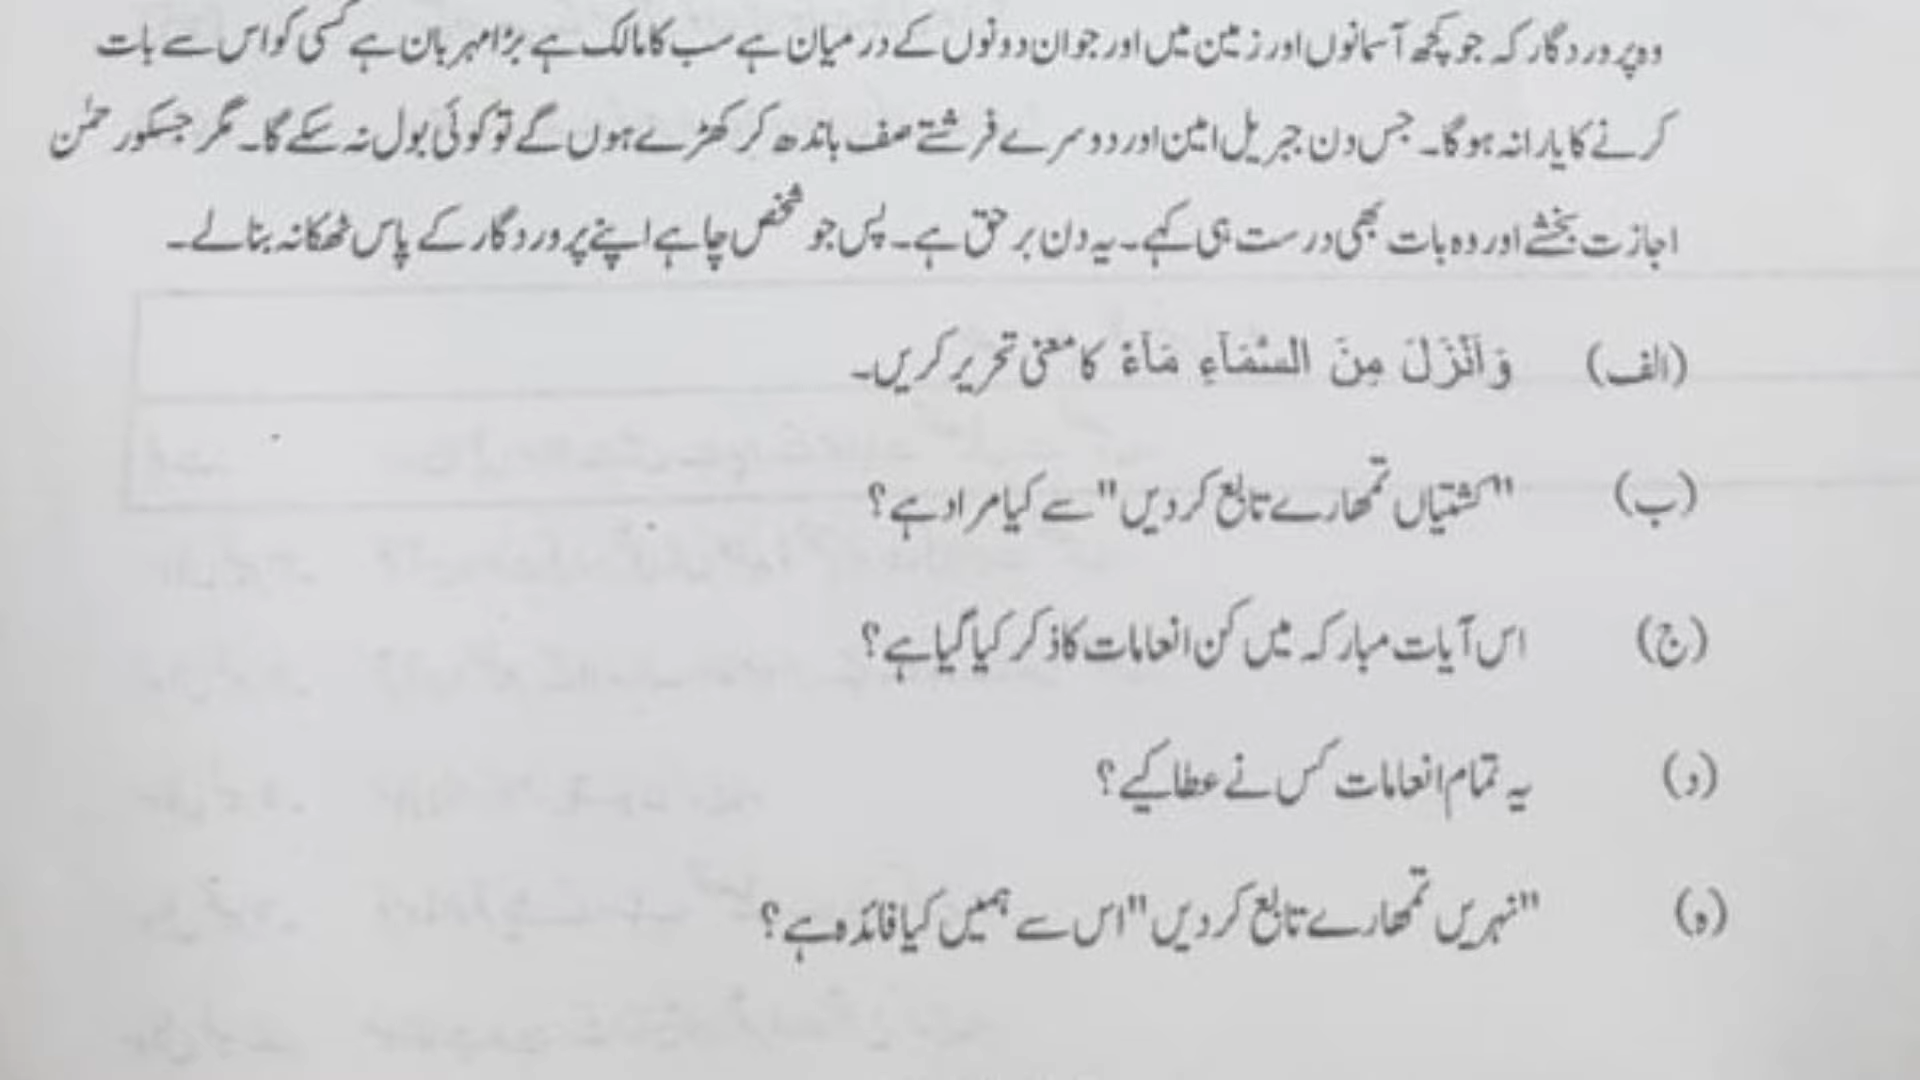 وہ پروردگار کہ جو کچھ آسمانوں اور زمین میں اور جو ان دونوں کے درمیان ہے سب کا مالک ہے بڑا مہربان ہے کسی کو اس سے بات
کرنے کا یارا نہ ہو گا۔ جس دن جبریل امین اور دوسرے فرشتے صف باندھ کر کھڑے ہوں گے تو کوئی بول نہ سکے گا۔ مگر جسکو رحمٰن
اجازت بخشے اور وہ بات بھی درست ہی کہے۔ یہ دن برحق ہے۔ پس جو شخص چاہے اپنے پروردگار کے پاس ٹھکانہ بنالے۔
(الف) وَاَنْزَلَ مِنَ السَّمَآءِ مَآءً کا معنی تحریر کریں۔
(ب) "کشتیاں تمھارے تابع کر دیں" سے کیا مراد ہے؟
(ج) اس آیات مبارکہ میں کن انعامات کا ذکر کیا گیا ہے؟
(د) یہ تمام انعامات کس نے عطا کیے؟
(ہ) "نہریں تمھارے تابع کر دیں" اس سے ہمیں کیا فائدہ ہے؟